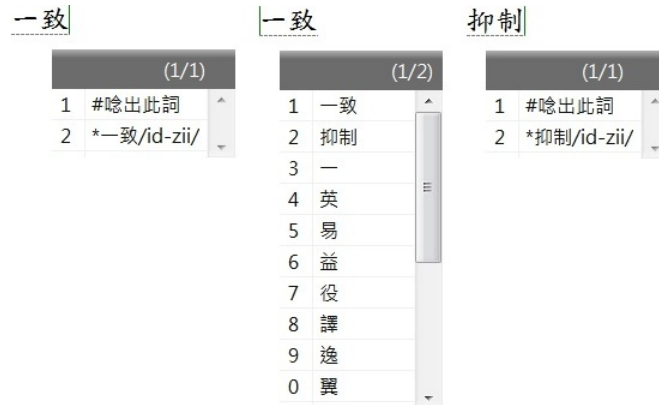 一致
(1/1)
1 #唸出此詞
2 *一致/id-zii/
一致
(1/2)
1 一致
2 抑制
3 一
4 英
5 易
6 益
7 役
8 譯
9 逸
0 翼
抑制
(1/1)
1 #唸出此詞
2 *抑制/id-zii/